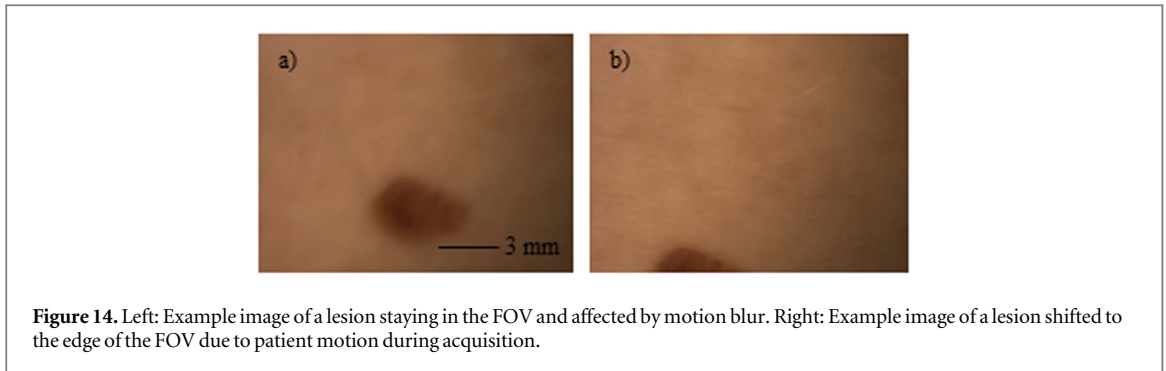 a)
b)
3 mm
Figure 14. Left: Example image of a lesion staying in the FOV and affected by motion blur. Right: Example image of a lesion shifted to
the edge of the FOV due to patient motion during acquisition.